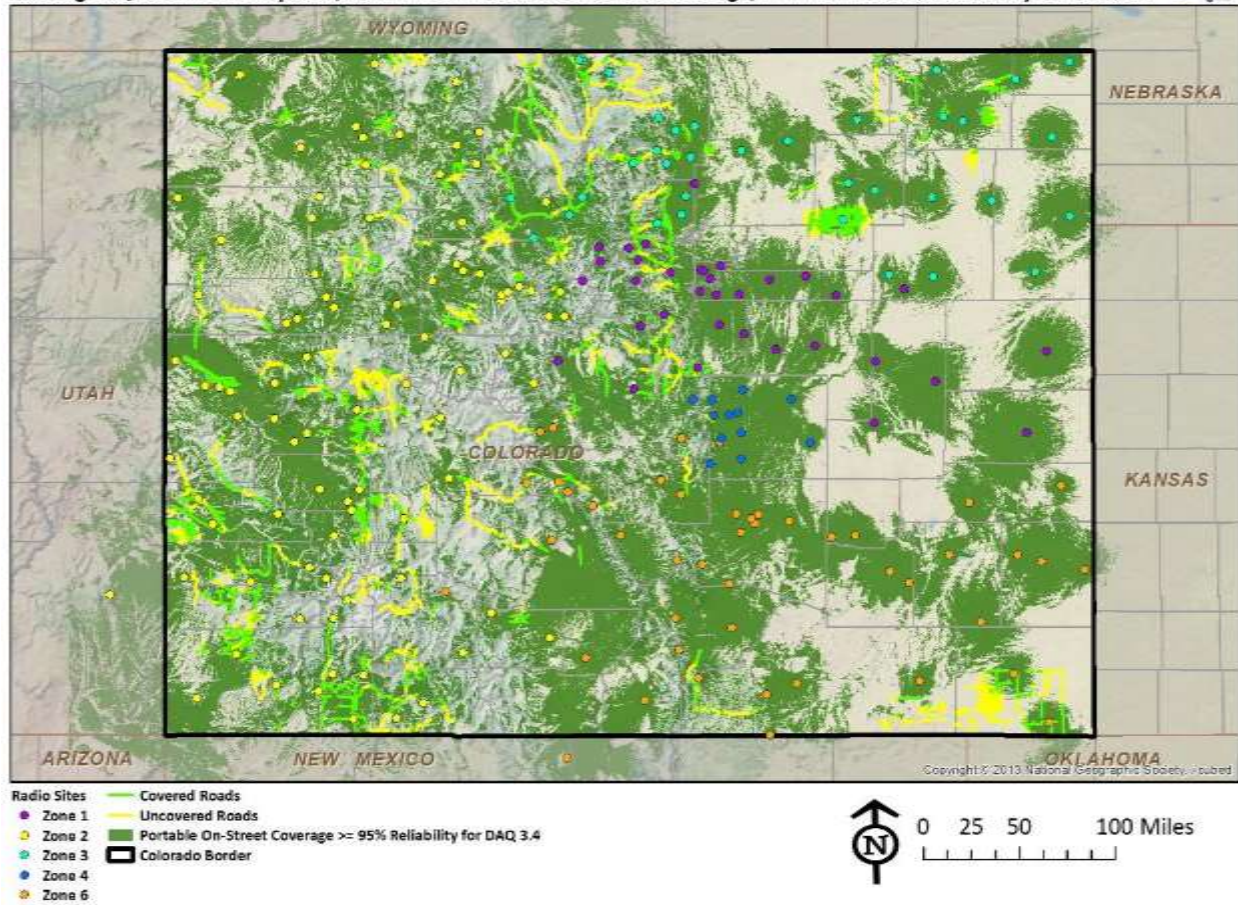 WYOMING
NEBRASKA
UTAH
COLORADO
KANSAS
ARIZONA
NEW MEXICO
OKLAHOMA
Copyright:© 2013 National Geographic Society, i-cubed
Radio Sites
Zone 1
Zone 2
Zone 3
Zone 4
Zone 6
Covered Roads
Uncovered Roads
Portable On-Street Coverage >= 95% Reliability for DAQ 3.4
Colorado Border
N
0 25 50 100 Miles